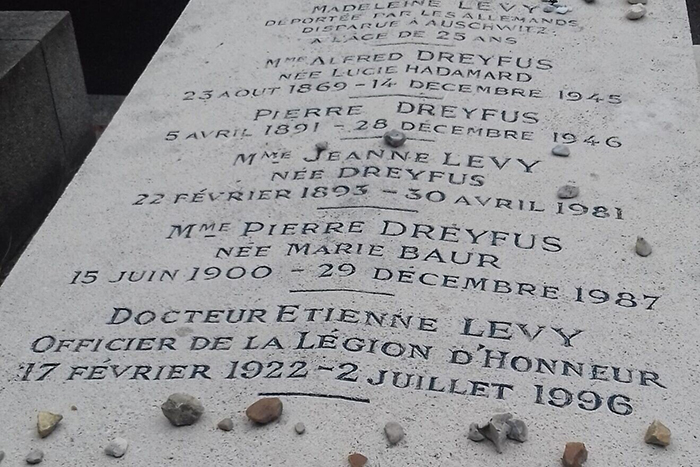 MADELEINE LEVY
DÉPORTÉE PAR LES ALLEMANDS
DISPARUE A AUSCHWITZ
A L'ÂGE DE 25 ANS
MME ALFRED DREYFUS
NÉE LUCIE HADAMARD
23 AOUT 1869 - 14 DÉCEMBRE 1945
PIERRE DREYFUS
5 AVRIL 1891 - 28 DÉCEMBRE 1946
MME JEANNE LEVY
NÉE DREYFUS
22 FÉVRIER 1893 - 30 AVRIL 1981
MME PIERRE DREYFUS
NÉE MARIE BAUR
15 JUIN 1900 - 29 DÉCEMBRE 1987
DOCTEUR ETIENNE LEVY
OFFICIER DE LA LÉGION D'HONNEUR
17 FÉVRIER 1922 - 2 JUILLET 1996